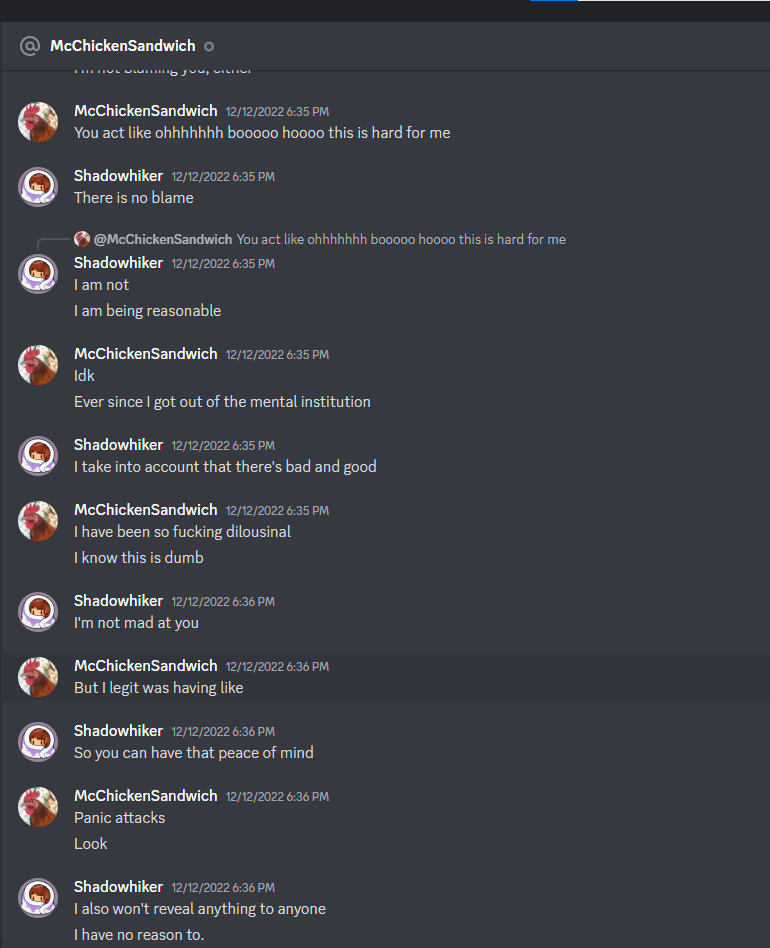 McChickenSandwich
I'm not blaming you, either
McChickenSandwich 12/12/2022 6:35 PM
You act like ohhhhhhh booooo hoooo this is hard for me
Shadowhiker 12/12/2022 6:35 PM
There is no blame
@McChickenSandwich You act like ohhhhhhh booooo hoooo this is hard for me
Shadowhiker 12/12/2022 6:35 PM
I am not
I am being reasonable
McChickenSandwich 12/12/2022 6:35 PM
Idk
Ever since I got out of the mental institution
Shadowhiker 12/12/2022 6:35 PM
I take into account that there's bad and good
McChickenSandwich 12/12/2022 6:35 PM
I have been so fucking dilousinal
I know this is dumb
Shadowhiker 12/12/2022 6:36 PM
I'm not mad at you
McChickenSandwich 12/12/2022 6:36 PM
But I legit was having like
Shadowhiker 12/12/2022 6:36 PM
So you can have that peace of mind
McChickenSandwich 12/12/2022 6:36 PM
Panic attacks
Look
Shadowhiker 12/12/2022 6:36 PM
I also won't reveal anything to anyone
I have no reason to.